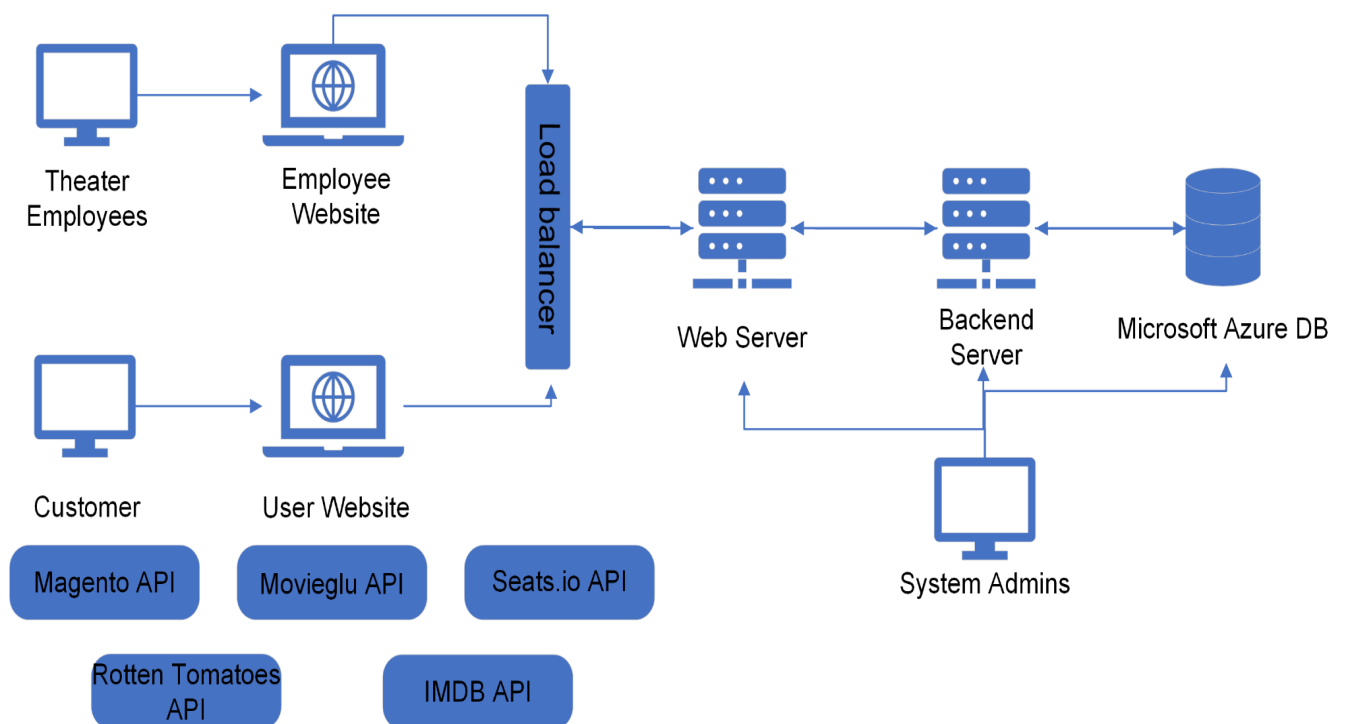 Theater
Employees
Employee
Website
Load balancer
Web Server
Backend
Server
Microsoft Azure DB
Customer
User Website
System Admins
Magento API
Movieglu API
Seats.io API
Rotten Tomatoes
API
IMDB API